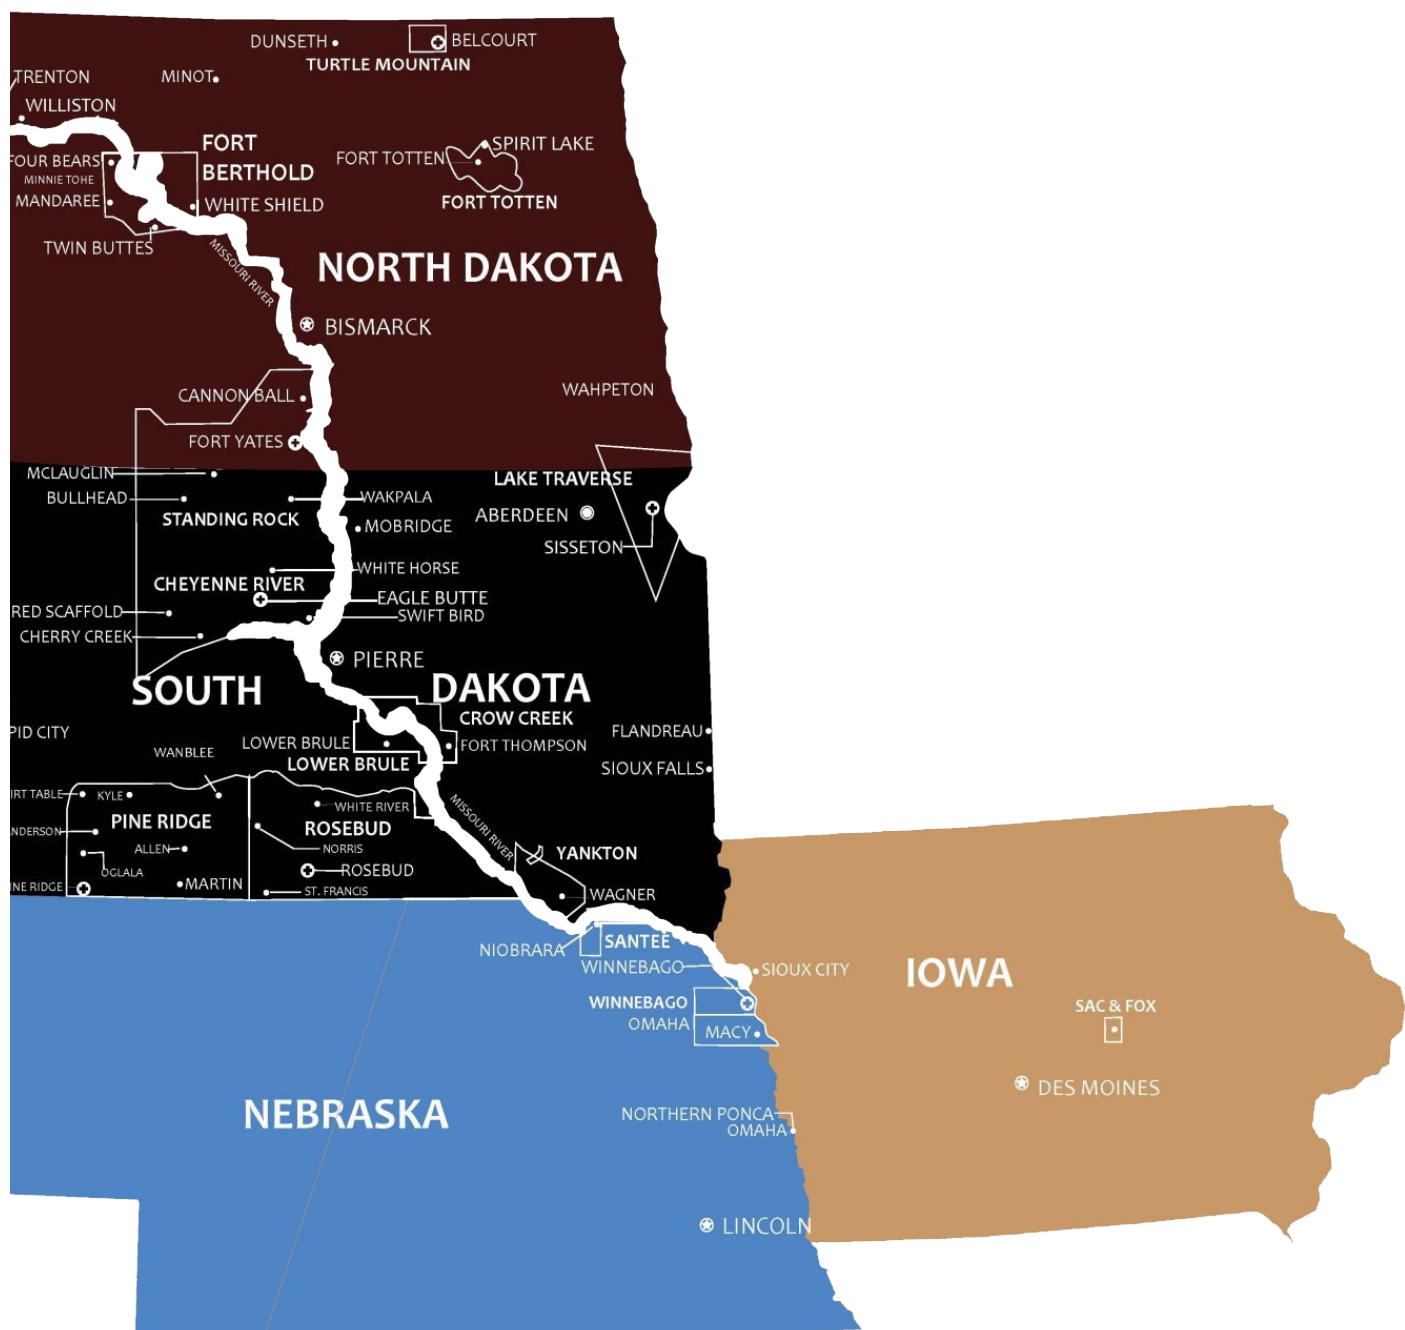 DUNSETH
BELCOURT
TURTLE MOUNTAIN
TRENTON
MINOT
WILLISTON
FORT
BERTHOLD
FOUR BEARS
MINNIE TOHE
MANDAREE
WHITE SHIELD
TWIN BUTTES
SPIRIT LAKE
FORT TOTTEN
FORT TOTTEN
MISSOURI RIVER
NORTH DAKOTA
BISMARCK
CANNON BALL
WAHPETON
FORT YATES
MCLAUGLIN
BULLHEAD
WAKPALA
STANDING ROCK
MOBRIDGE
LAKE TRAVERSE
ABERDEEN
SISSETON
WHITE HORSE
CHEYENNE RIVER
EAGLE BUTTE
RED SCAFFOLD
SWIFT BIRD
CHERRY CREEK
PIERRE
SOUTH DAKOTA
CROW CREEK
PID CITY
WANBLEE
LOWER BRULE
FORT THOMPSON
LOWER BRULE
FLANDREAU
SIOUX FALLS
IRT TABLE
KYLE
WHITE RIVER
MISSOURI RIVER
PINE RIDGE
ROSEBUD
NDERSON
ALLEN
NORRIS
YANKTON
OGLALA
ROSEBUD
INE RIDGE
MARTIN
ST. FRANCIS
WAGNER
NIOBRARA
SANTEE
WINNEBAGO
SIOUX CITY
IOWA
WINNEBAGO
OMAHA
MACY
SAC & FOX
DES MOINES
NEBRASKA
NORTHERN PONCA
OMAHA
LINCOLN